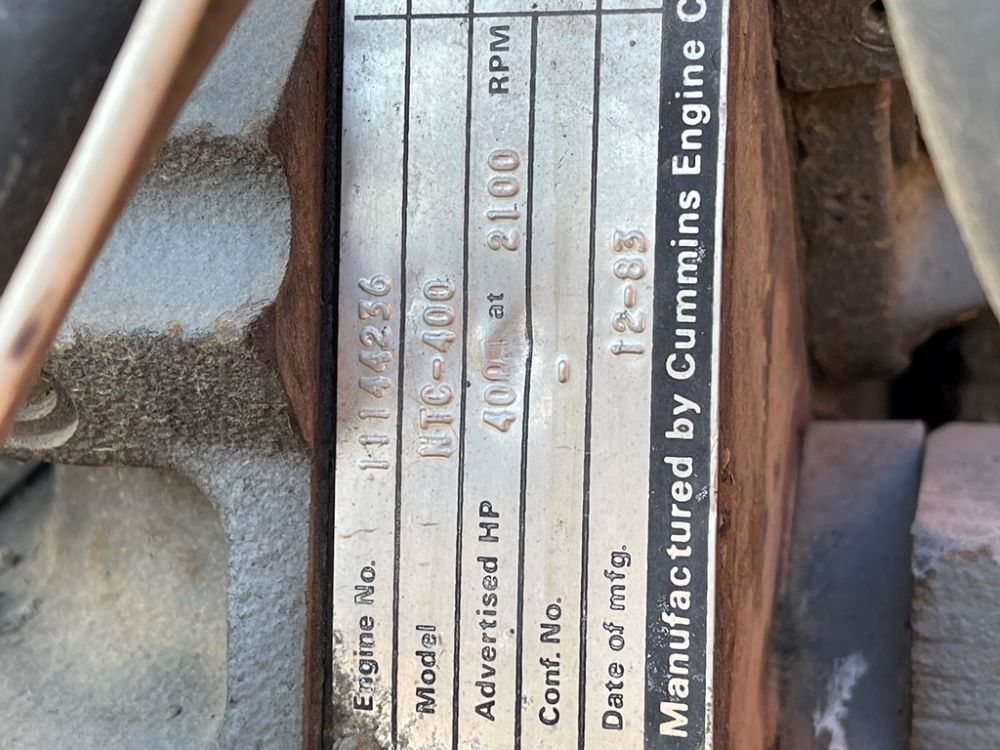 Engine No. 11144236
Model NTC-400
Advertised HP 400 at 2100 RPM
Conf. No. -
Date of mfg. 12-83
Manufactured by Cummins Engine C